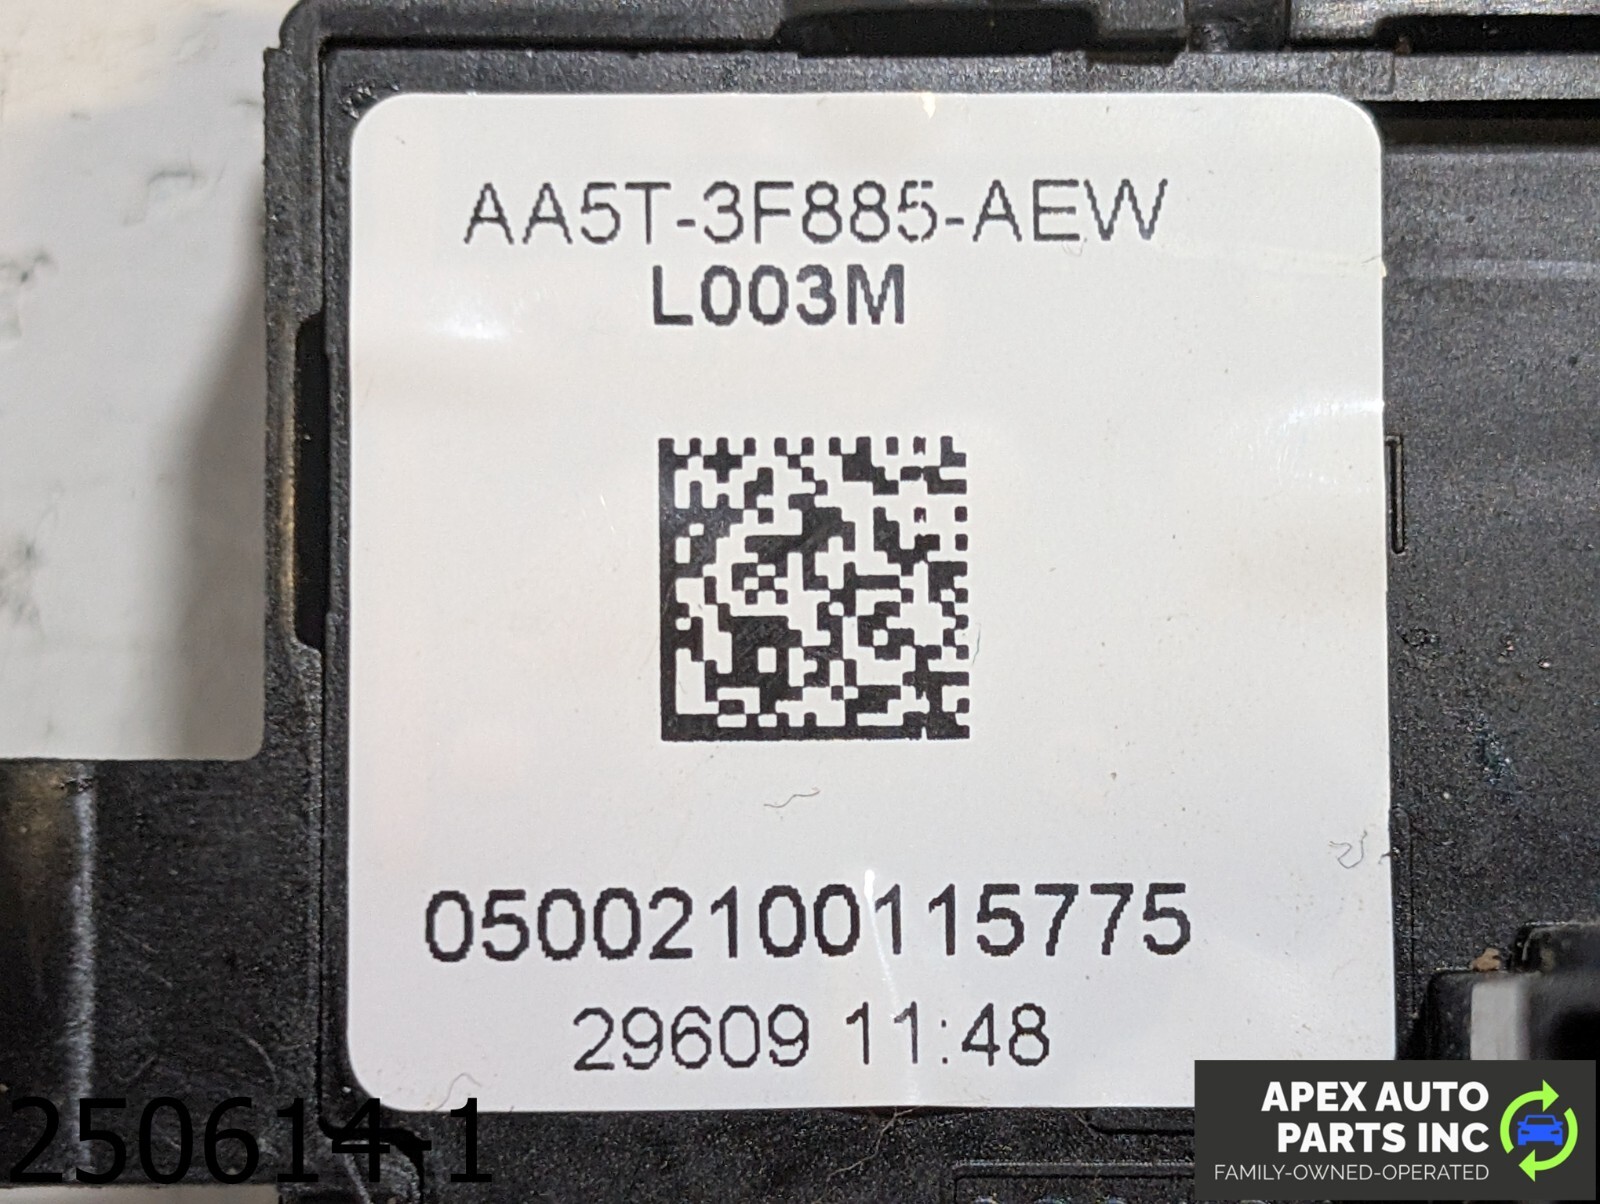 AA5T-3F885-AEW
L003M
05002100115775
29609 11:48
250614-1
APEX AUTO
PARTS INC
FAMILY-OWNED-OPERATED